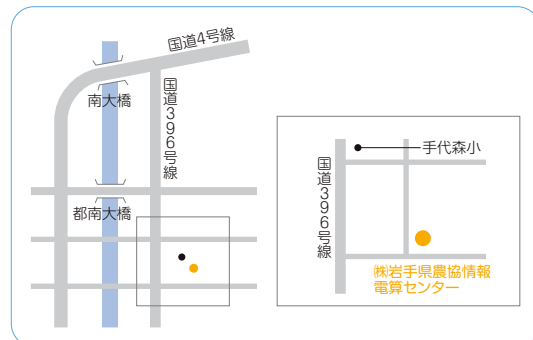 国道4号線
南大橋
国道396号線
都南大橋
手代森小
国道396号線
㈱岩手県農協情報
電算センター